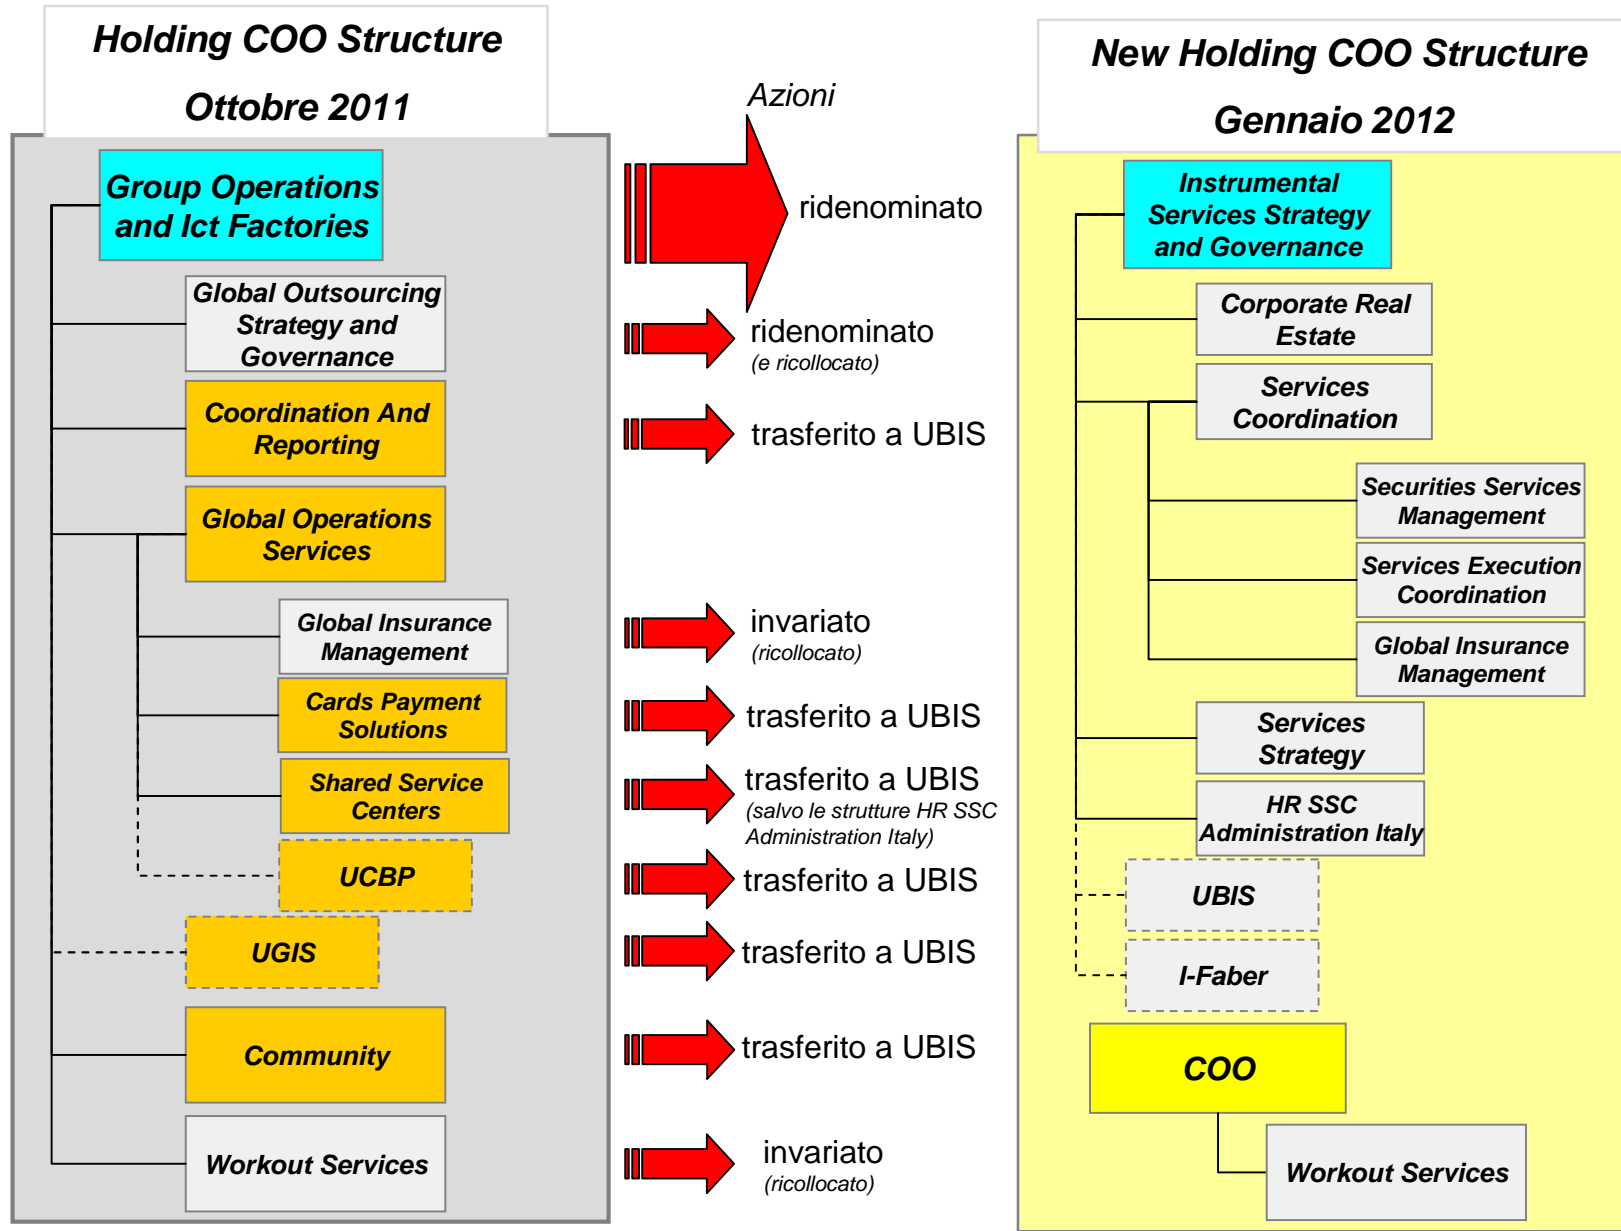 Holding COO Structure
Ottobre 2011
Group Operations
and Ict Factories
Global Outsourcing
Strategy and
Governance
Coordination And
Reporting
Global Operations
Services
Global Insurance
Management
Cards Payment
Solutions
Shared Service
Centers
UCBP
UGIS
Community
Workout Services
Azioni
ridenominato
ridenominato
(e ricollocato)
trasferito a UBIS
invariato
(ricollocato)
trasferito a UBIS
trasferito a UBIS
(salvo le strutture HR SSC
Administration Italy)
trasferito a UBIS
trasferito a UBIS
trasferito a UBIS
invariato
(ricollocato)
New Holding COO Structure
Gennaio 2012
Instrumental
Services Strategy
and Governance
Corporate Real
Estate
Services
Coordination
Securities Services
Management
Services Execution
Coordination
Global Insurance
Management
Services
Strategy
HR SSC
Administration Italy
UBIS
I-Faber
COO
Workout Services